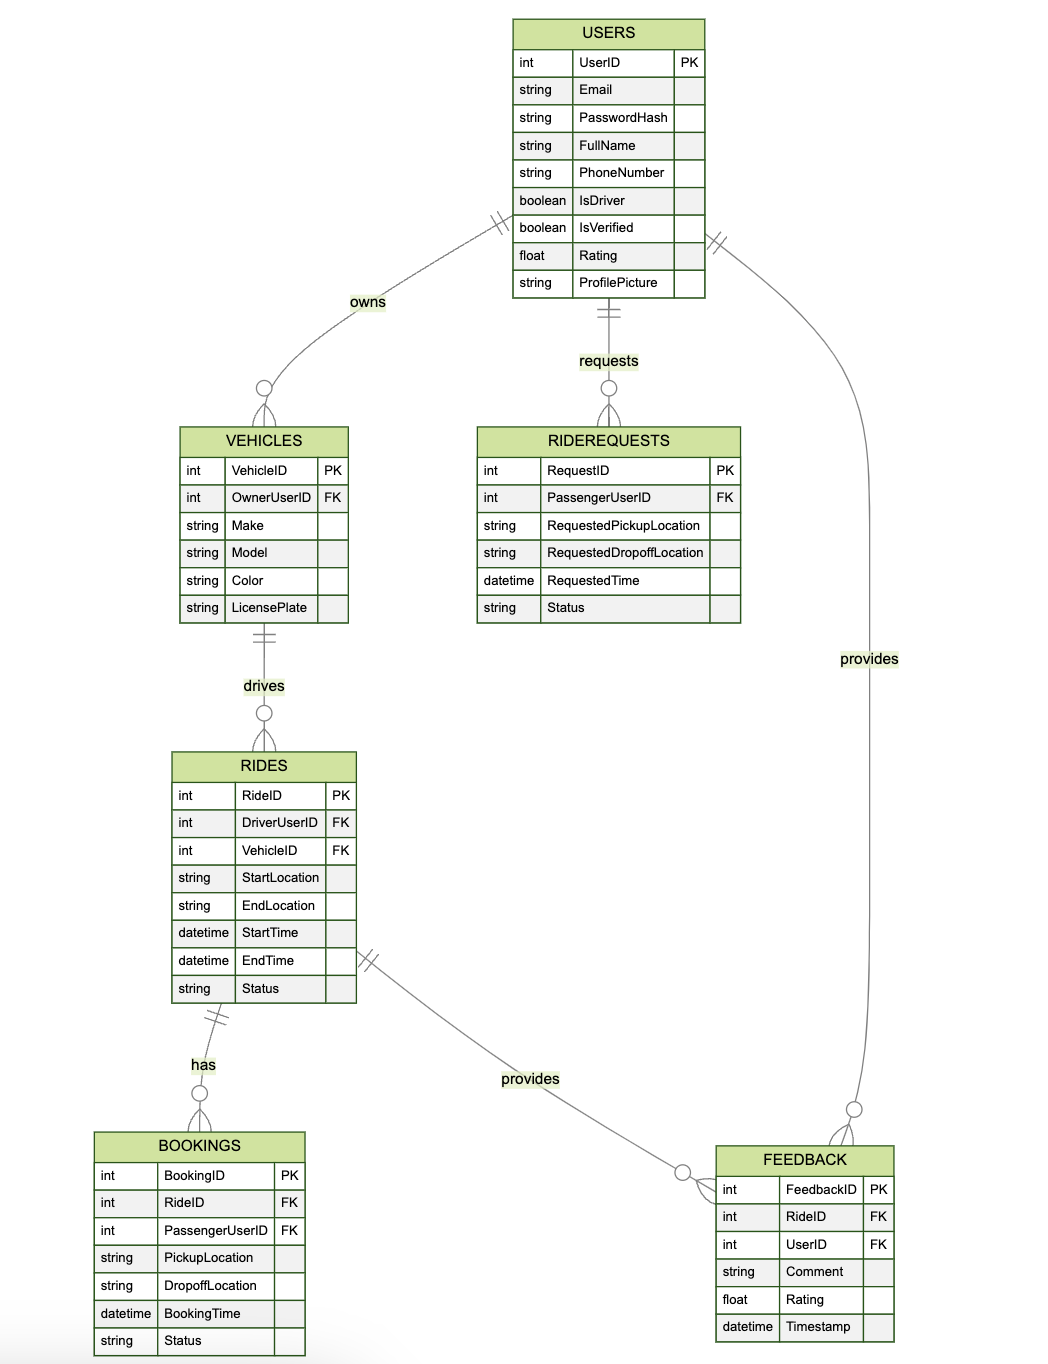 USERS
int UserID PK
string Email
string PasswordHash
string FullName
string PhoneNumber
boolean IsDriver
boolean IsVerified
float Rating
string ProfilePicture
owns
requests
VEHICLES
int VehicleID PK
int OwnerUserID FK
string Make
string Model
string Color
string LicensePlate
RIDEREQUESTS
int RequestID PK
int PassengerUserID FK
string RequestedPickupLocation
string RequestedDropoffLocation
datetime RequestedTime
string Status
provides
drives
RIDES
int RideID PK
int DriverUserID FK
int VehicleID FK
string StartLocation
string EndLocation
datetime StartTime
datetime EndTime
string Status
has
provides
BOOKINGS
int BookingID PK
int RideID FK
int PassengerUserID FK
string PickupLocation
string DropoffLocation
datetime BookingTime
string Status
FEEDBACK
int FeedbackID PK
int RideID FK
int UserID FK
string Comment
float Rating
datetime Timestamp